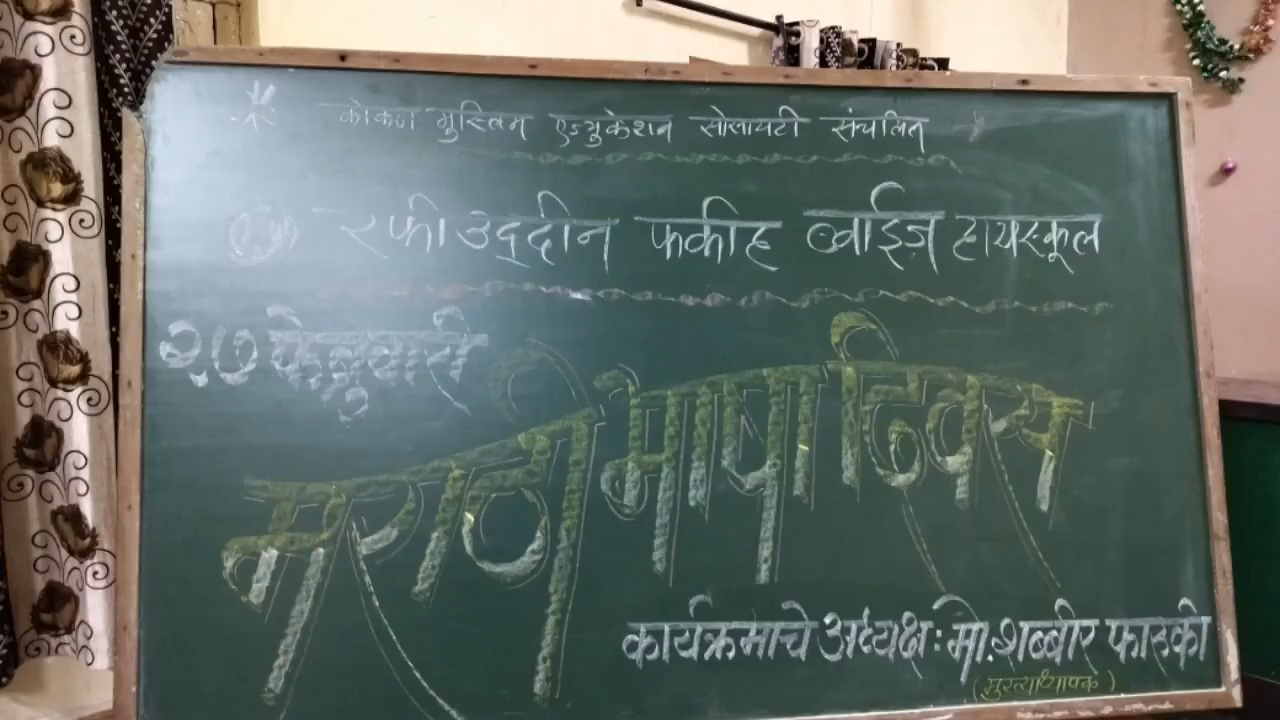 कोकण मुस्लिम एज्युकेशन सोसायटी संचलित
रफीउद्दीन फकीह ब्वाईज़ हायस्कूल
२७ फेब्रुवारी
मराठी भाषा दिवस
कार्यक्रमाचे अध्यक्ष: मो. शब्बीर फारुकी
(मुख्याध्यापक)